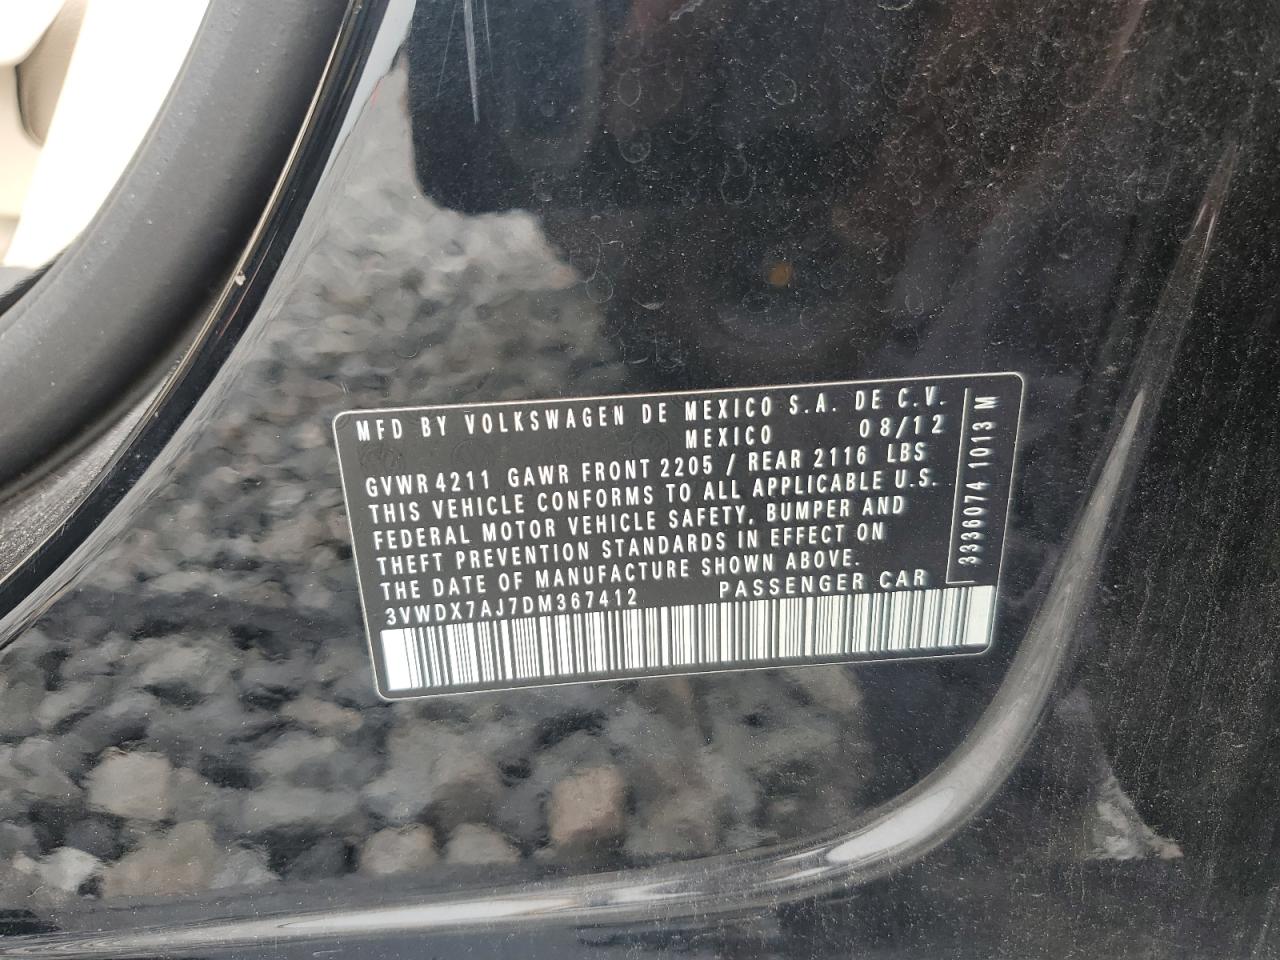 MFD BY VOLKSWAGEN DE MEXICO S.A. DE C.V.
MEXICO 08/12
GVWR 4211 GAWR FRONT 2205 / REAR 2116 LBS
THIS VEHICLE CONFORMS TO ALL APPLICABLE U.S.
FEDERAL MOTOR VEHICLE SAFETY, BUMPER AND
THEFT PREVENTION STANDARDS IN EFFECT ON
THE DATE OF MANUFACTURE SHOWN ABOVE.
3VWDX7AJ7DM367412 PASSENGER CAR
3336074 1013 M